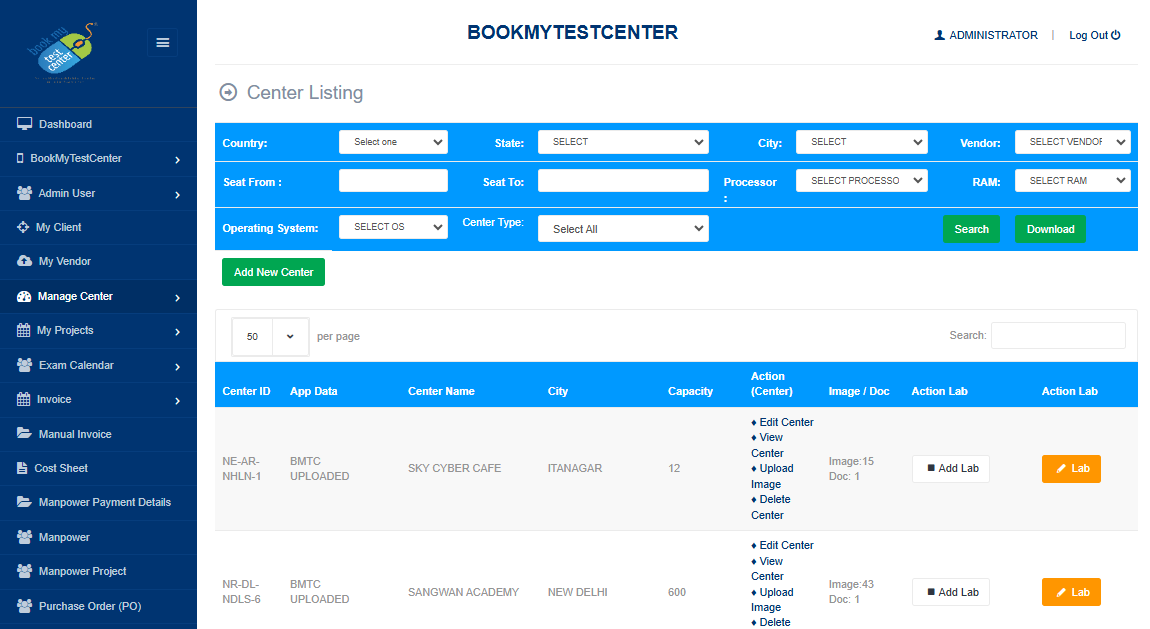 book my
test
center
BOOKMYTESTCENTER
ADMINISTRATOR | Log Out
Dashboard
BookMyTestCenter
Admin User
My Client
My Vendor
Manage Center
My Projects
Exam Calendar
Invoice
Manual Invoice
Cost Sheet
Manpower Payment Details
Manpower
Manpower Project
Purchase Order (PO)
Center Listing
Country: Select one State: SELECT City: SELECT Vendor: SELECT VENDOR
Seat From : Seat To: Processor : SELECT PROCESSO RAM: SELECT RAM
Operating System: SELECT OS Center Type: Select All Search Download
Add New Center
50 per page Search:
Center ID App Data Center Name City Capacity Action (Center) Image / Doc Action Lab Action Lab
NE-AR-
NHLN-1
BMTC
UPLOADED
SKY CYBER CAFE
ITANAGAR
12
♦ Edit Center
♦ View
Center
♦ Upload
Image
♦ Delete
Center
Image:15
Doc: 1
■ Add Lab
Lab
NR-DL-
NDLS-6
BMTC
UPLOADED
SANGWAN ACADEMY
NEW DELHI
600
♦ Edit Center
♦ View
Center
♦ Upload
Image
♦ Delete
Image:43
Doc: 1
■ Add Lab
Lab